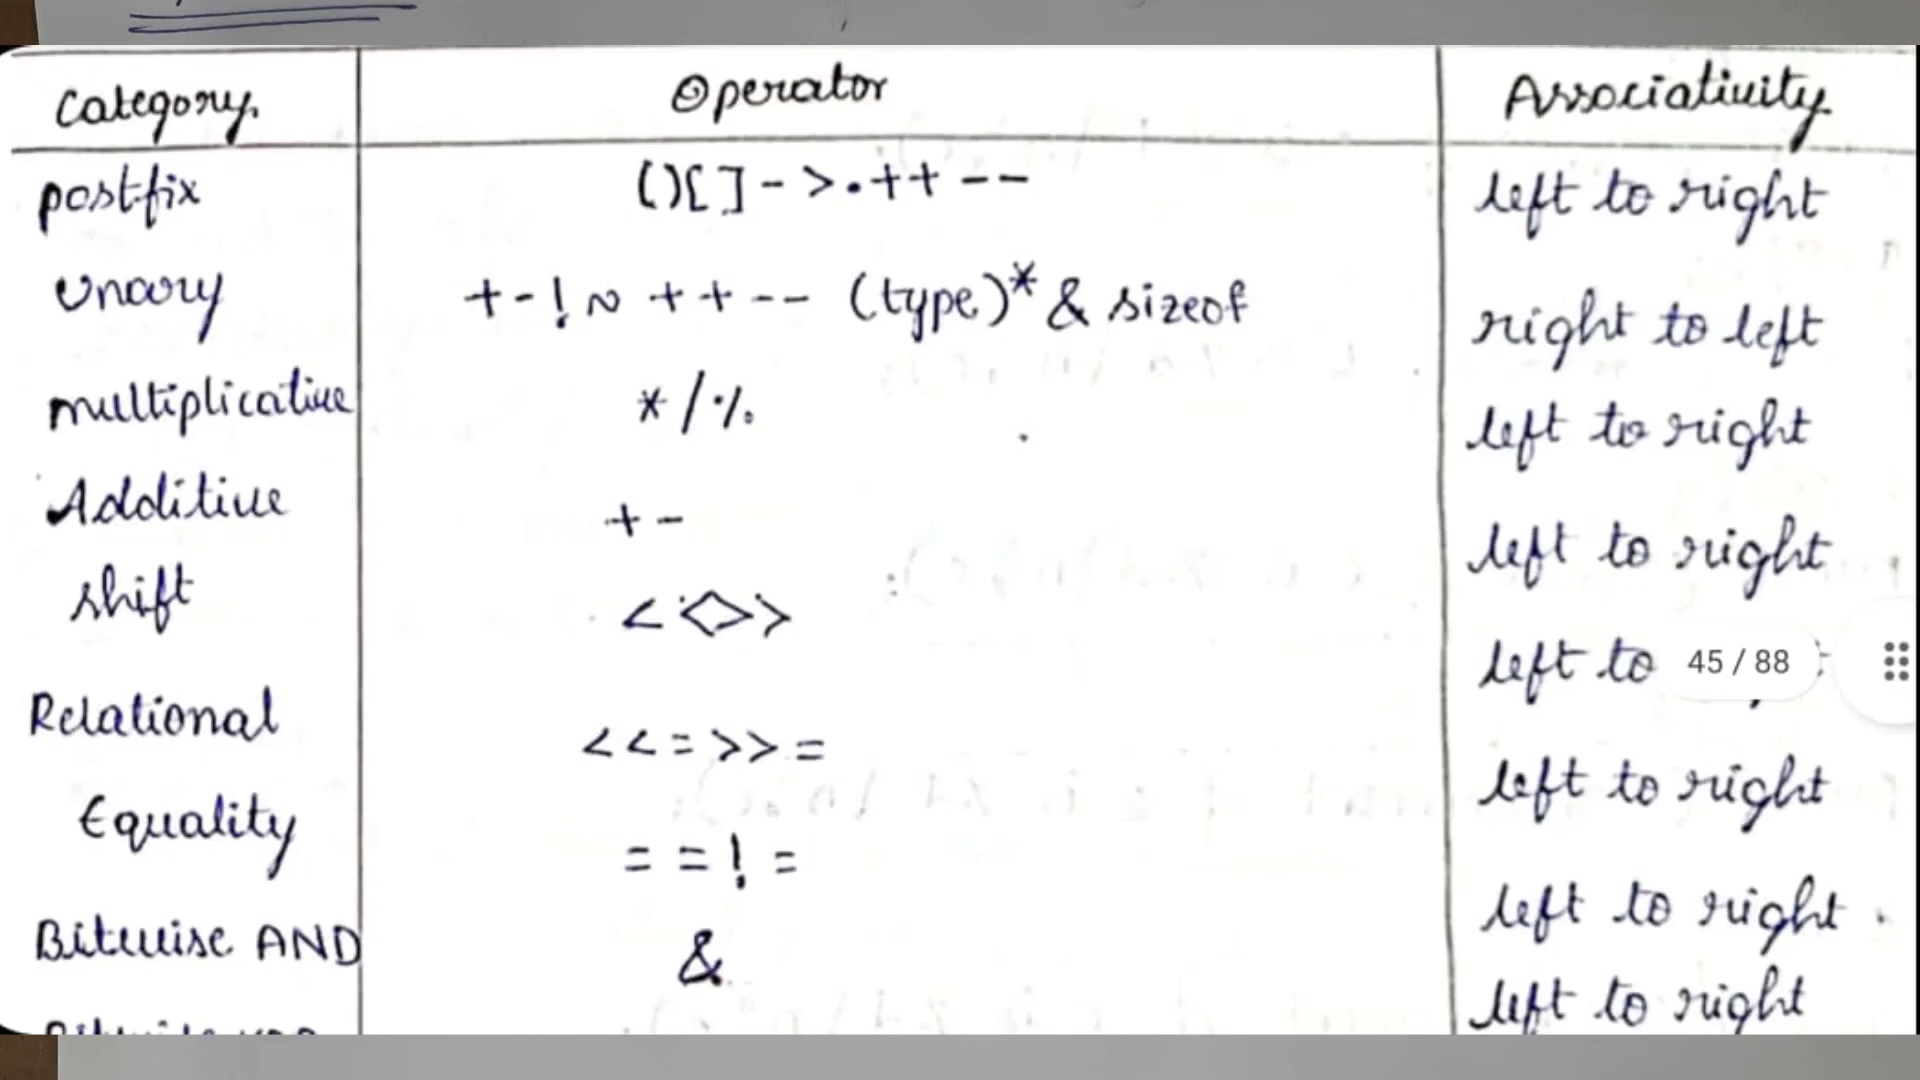 Category. Operator Associativity
postfix ()[] -> . ++ -- left to right
Unary + - ! ~ ++ -- (type)* & sizeof right to left
multiplicative * / % left to right
Additive + - left to right
shift < <> > left to
45 / 88
Relational < < = > > = left to right
Equality = = ! = left to right
Bitwise AND & left to right